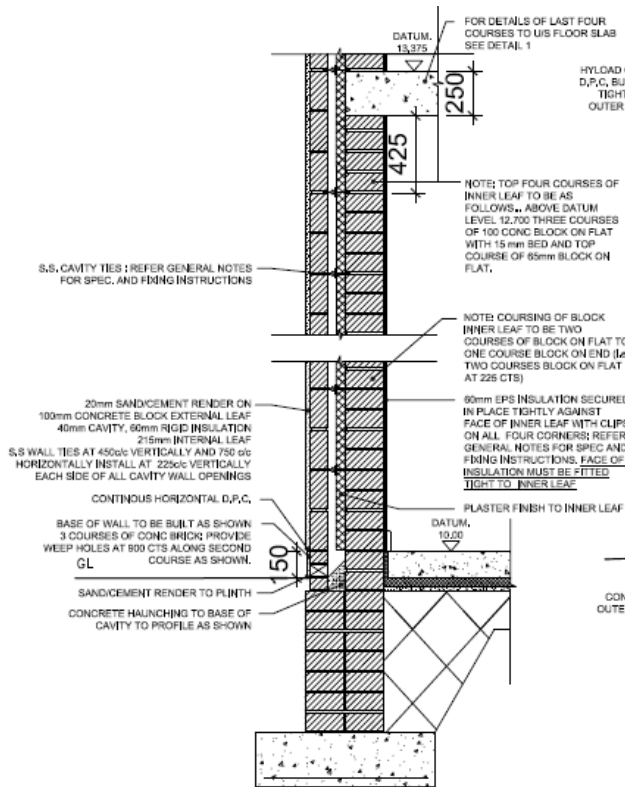 FOR DETAILS OF LAST FOUR
COURSES TO U/S FLOOR SLAB
SEE DETAIL 1
DATUM.
13,375
HYLOAD
D.P.C. BU
TIGHT
OUTER
250
425
NOTE: TOP FOUR COURSES OF
INNER LEAF TO BE AS
FOLLOWS.. ABOVE DATUM
LEVEL 12.700 THREE COURSES
OF 100 CONC BLOCK ON FLAT
WITH 15 mm BED AND TOP
COURSE OF 65mm BLOCK ON
FLAT.
S.S. CAVITY TIES : REFER GENERAL NOTES
FOR SPEC. AND FIXING INSTRUCTIONS
NOTE: COURSING OF BLOCK
INNER LEAF TO BE TWO
COURSES OF BLOCK ON FLAT TO
ONE COURSE BLOCK ON END (i.e
TWO COURSES BLOCK ON FLAT
AT 225 CTS)
20mm SAND/CEMENT RENDER ON
100mm CONCRETE BLOCK EXTERNAL LEAF
40mm CAVITY, 60mm RIGID INSULATION
215mm INTERNAL LEAF
S.S WALL TIES AT 450c/c VERTICALLY AND 750 c/c
HORIZONTALLY INSTALL AT 225c/c VERTICALLY
EACH SIDE OF ALL CAVITY WALL OPENINGS
60mm EPS INSULATION SECURED
IN PLACE TIGHTLY AGAINST
FACE OF INNER LEAF WITH CLIPS
ON ALL FOUR CORNERS; REFER
GENERAL NOTES FOR SPEC AND
FIXING INSTRUCTIONS. FACE OF
INSULATION MUST BE FITTED
TIGHT TO INNER LEAF
CONTINOUS HORIZONTAL D.P.C.
PLASTER FINISH TO INNER LEAF
BASE OF WALL TO BE BUILT AS SHOWN
3 COURSES OF CONC BRICK; PROVIDE
WEEP HOLES AT 900 CTS ALONG SECOND
COURSE AS SHOWN.
DATUM.
10.00
GL
150
SAND/CEMENT RENDER TO PLINTH
CONCRETE HAUNCHING TO BASE OF
CAVITY TO PROFILE AS SHOWN
CON
OUTE